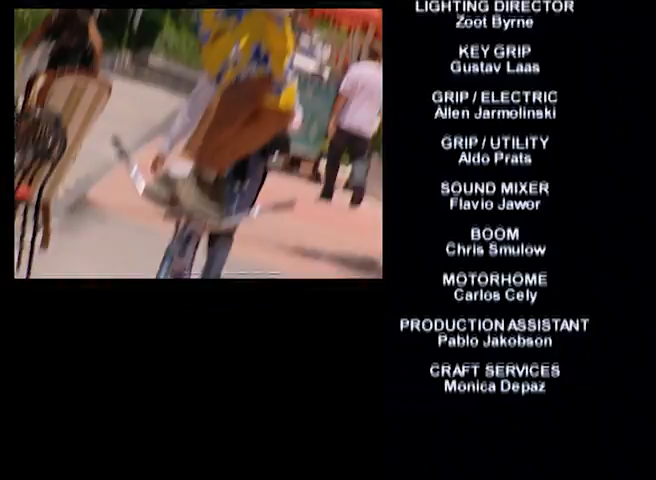 LIGHTING DIRECTOR
Zoot Byrne
KEY GRIP
Gustav Laas
GRIP / ELECTRIC
Allen Jarmolinski
GRIP / UTILITY
Aldo Prats
SOUND MIXER
Flavio Jawor
BOOM
Chris Smulow
MOTORHOME
Carlos Cely
PRODUCTION ASSISTANT
Pablo Jakobson
CRAFT SERVICES
Monica Depaz